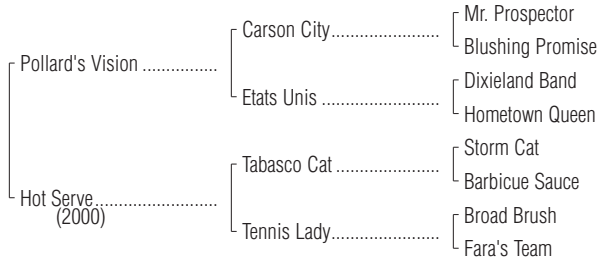 Mr. Prospector
Carson City
Blushing Promise
Pollard's Vision
Dixieland Band
Etats Unis
Hometown Queen
Storm Cat
Tabasco Cat
Barbicue Sauce
Hot Serve
(2000)
Broad Brush
Tennis Lady
Fara's Team